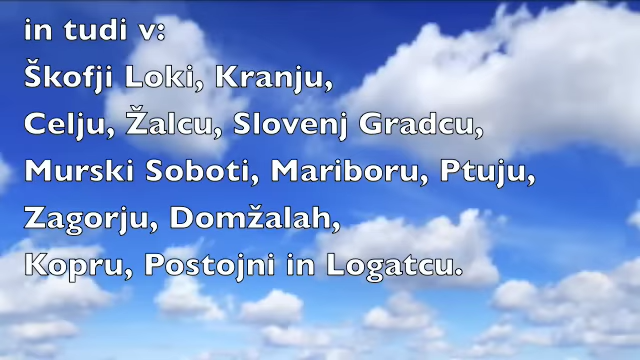 in tudi v:
Škofji Loki, Kranju,
Celju, Žalcu, Slovenj Gradcu,
Murski Soboti, Mariboru, Ptuju,
Zagorju, Domžalah,
Kopru, Postojni in Logatcu.